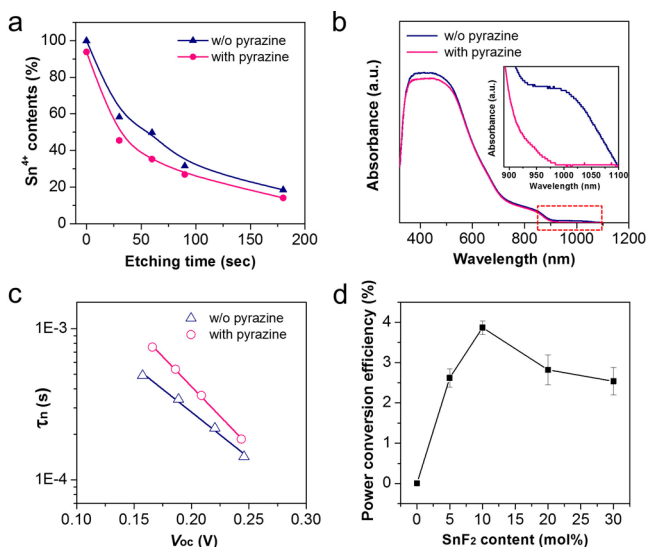 a
w/o pyrazine
with pyrazine
Sn⁴⁺ contents (%)
100
80
60
40
20
0
0 50 100 150 200
Etching time (sec)
b
w/o pyrazine
with pyrazine
Absorbance (a.u.)
Absorbance (a.u.)
900 950 1000 1050 1100
Wavelength (nm)
400 600 800 1000 1200
Wavelength (nm)
c
w/o pyrazine
with pyrazine
τn (s)
1E-3
1E-4
0.10 0.15 0.20 0.25 0.30
Voc (V)
d
Power conversion efficiency (%)
5
4
3
2
1
0
0 5 10 15 20 25 30
SnF₂ content (mol%)